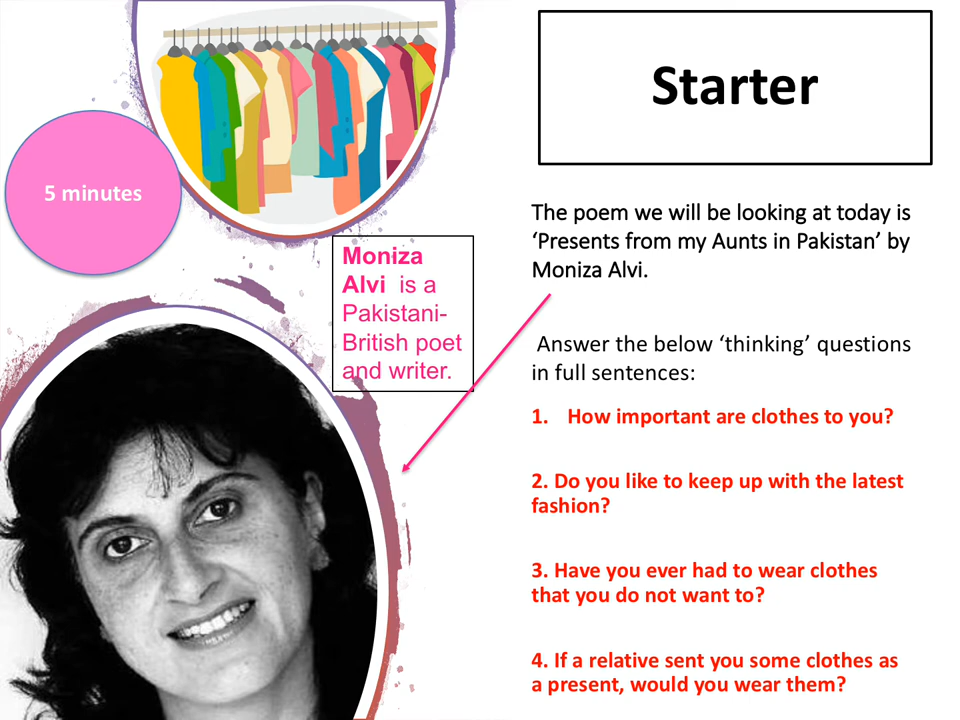 Starter
5 minutes
The poem we will be looking at today is
‘Presents from my Aunts in Pakistan’ by
Moniza Alvi.
Moniza
Alvi  is a
Pakistani-
British poet
and writer.
Answer the below ‘thinking’ questions
in full sentences:
1. How important are clothes to you?
2. Do you like to keep up with the latest
fashion?
3. Have you ever had to wear clothes
that you do not want to?
4. If a relative sent you some clothes as
a present, would you wear them?